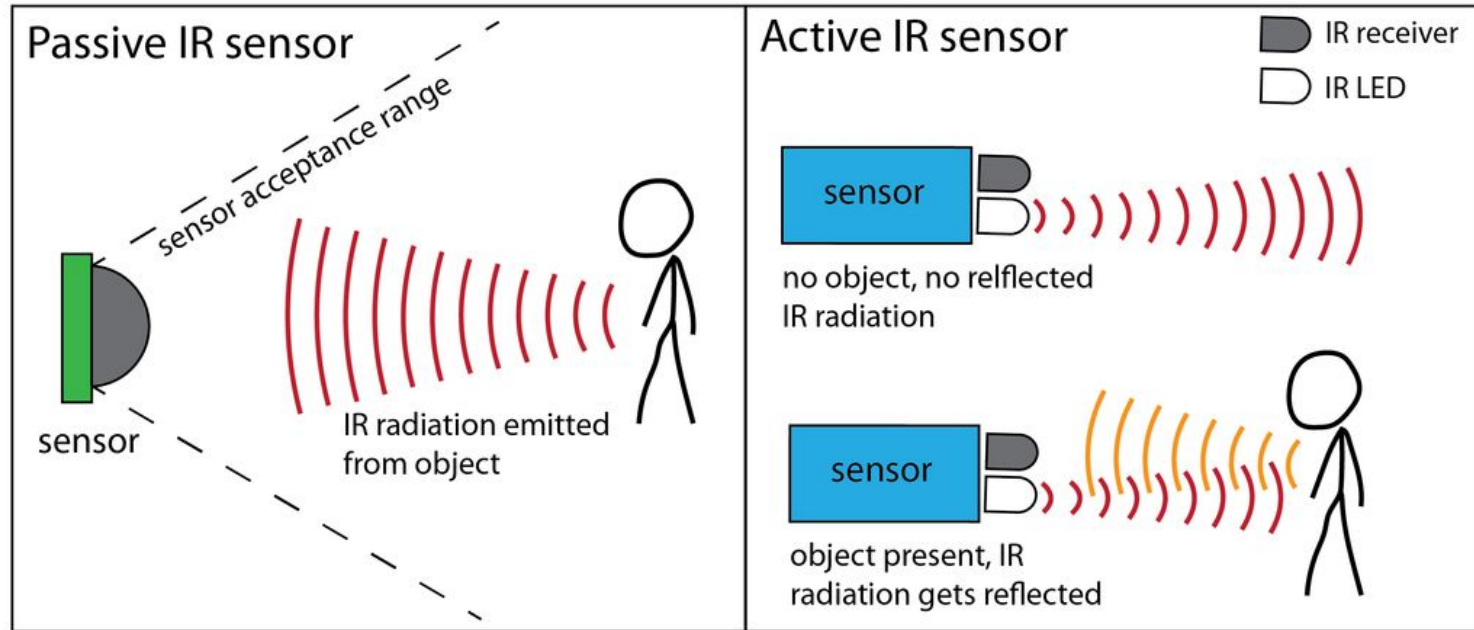 Passive IR sensor
sensor acceptance range
sensor
IR radiation emitted
from object
Active IR sensor
IR receiver
IR LED
sensor
no object, no relflected
IR radiation
sensor
object present, IR
radiation gets reflected